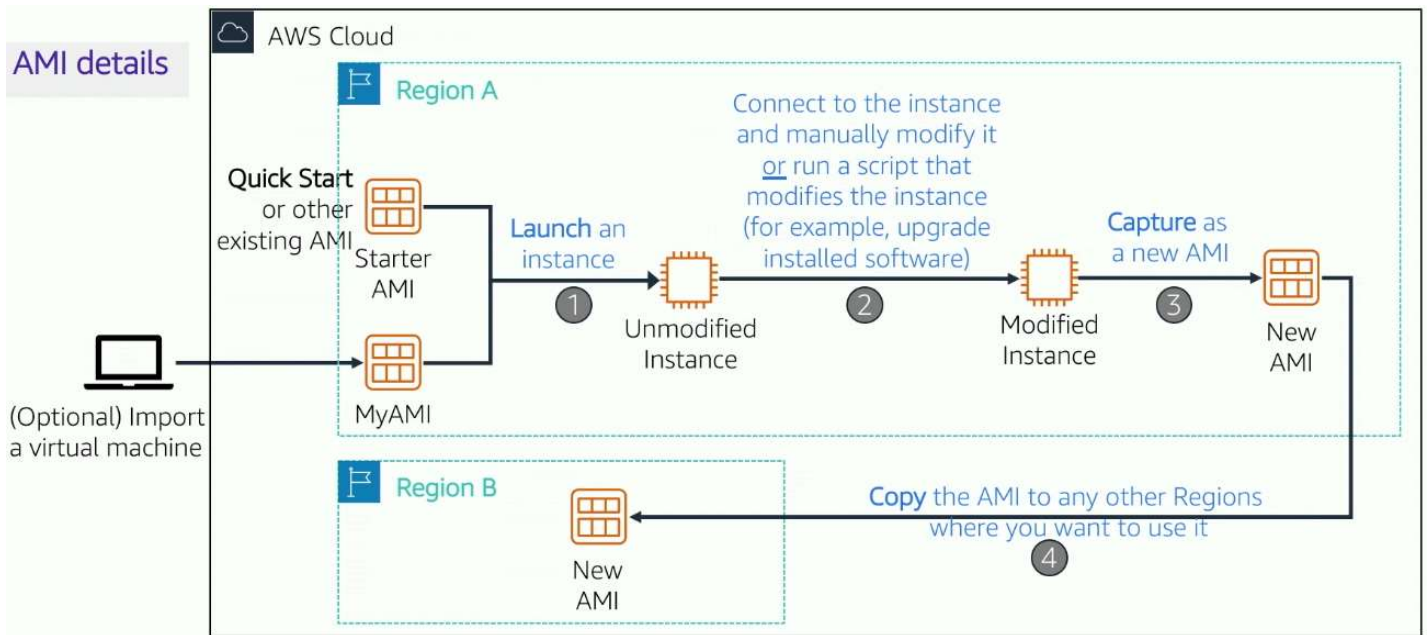 AMI details
AWS Cloud
Region A
Quick Start
or other
existing AMI
Starter
AMI
(Optional) Import
a virtual machine
MyAMI
Launch an
instance
1
Unmodified
Instance
Connect to the instance
and manually modify it
or run a script that
modifies the instance
(for example, upgrade
installed software)
2
Modified
Instance
Capture as
a new AMI
3
New
AMI
Region B
New
AMI
Copy the AMI to any other Regions
where you want to use it
4